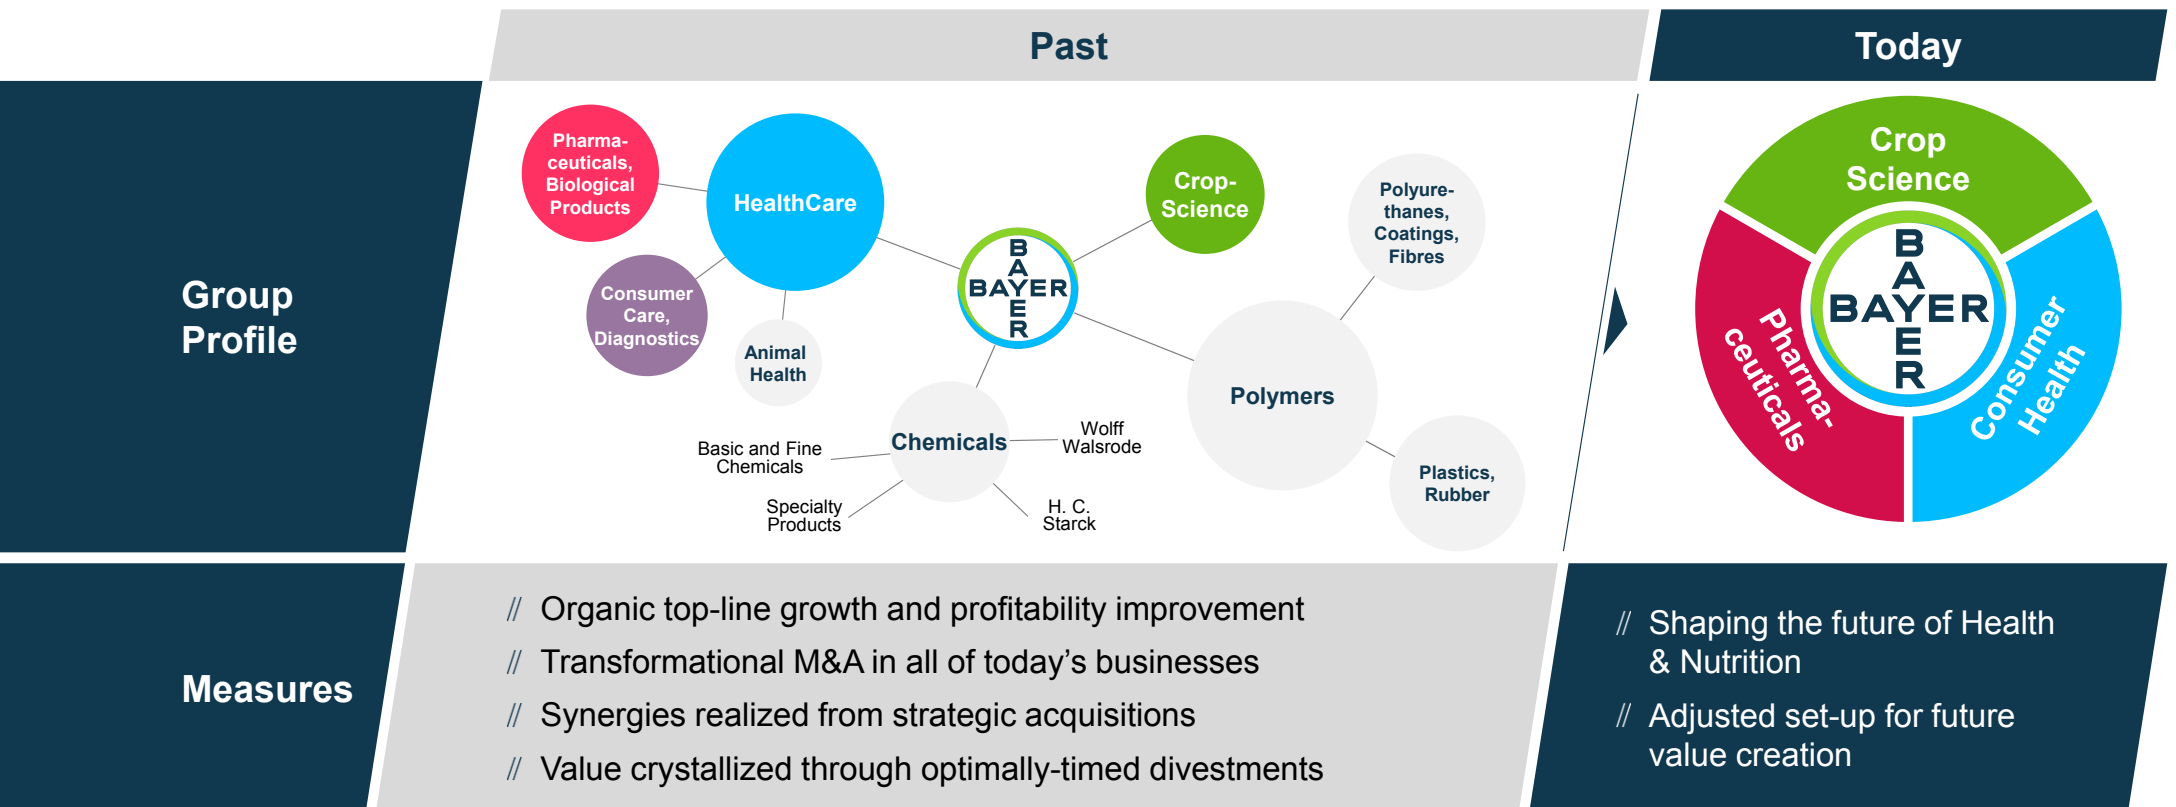 Past
Today
Group
Profile
Pharma-
ceuticals,
Biological
Products
HealthCare
Consumer
Care,
Diagnostics
Animal
Health
B
A
BAYER
E
R
Crop-
Science
Polyure-
thanes,
Coatings,
Fibres
Polymers
Plastics,
Rubber
Chemicals
Basic and Fine
Chemicals
Specialty
Products
Wolff
Walsrode
H. C.
Starck
Crop
Science
Pharma-
ceuticals
Consumer
Health
B
A
BAYER
E
R
Measures
// Organic top-line growth and profitability improvement
// Transformational M&A in all of today's businesses
// Synergies realized from strategic acquisitions
// Value crystallized through optimally-timed divestments
// Shaping the future of Health
& Nutrition
// Adjusted set-up for future
value creation